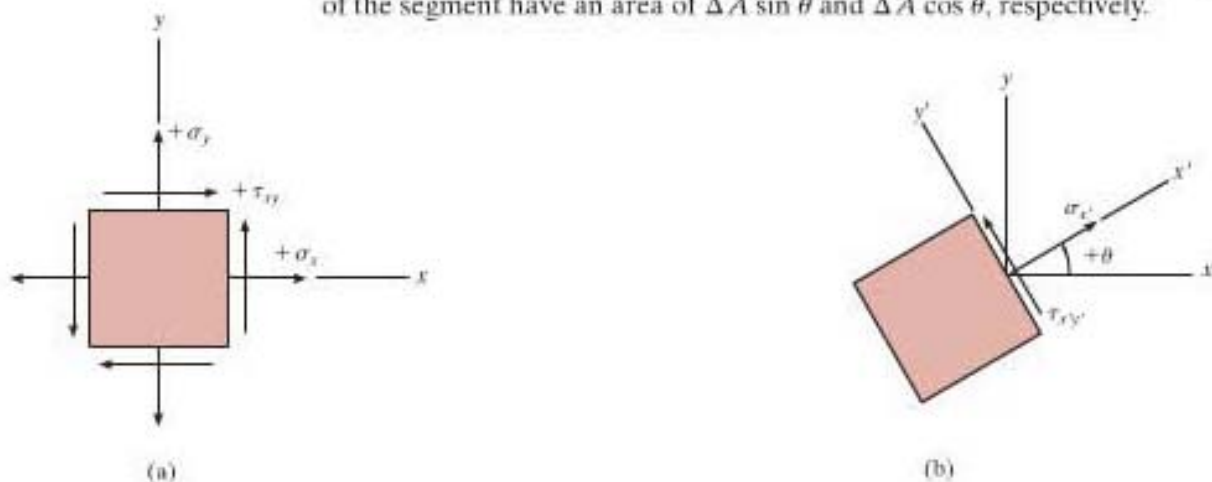 of the segment have an area of ΔA sin θ and ΔA cos θ, respectively.
y
+σy
+τxy
+σx
x
(a)
y
y'
x'
σx'
+θ
x
τx'y'
(b)